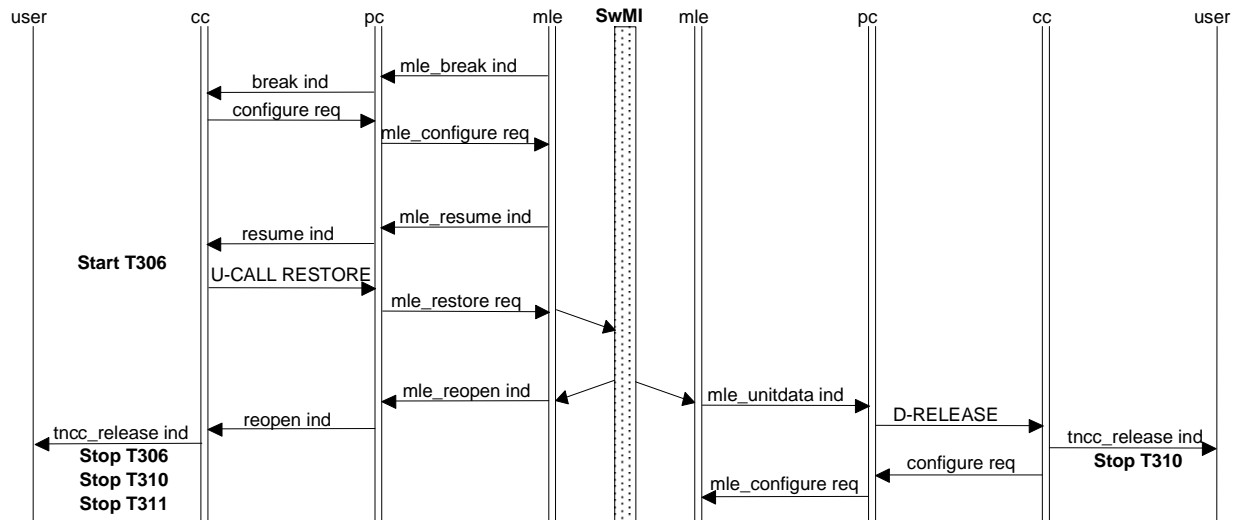 user cc pc mle SwMI mle pc cc user
mle_break ind
break ind
configure req
mle_configure req
mle_resume ind
resume ind
Start T306
U-CALL RESTORE
mle_restore req
mle_reopen ind
mle_unitdata ind
D-RELEASE
reopen ind
tncc_release ind
tncc_release ind
Stop T306
Stop T310
configure req
Stop T310
mle_configure req
Stop T311